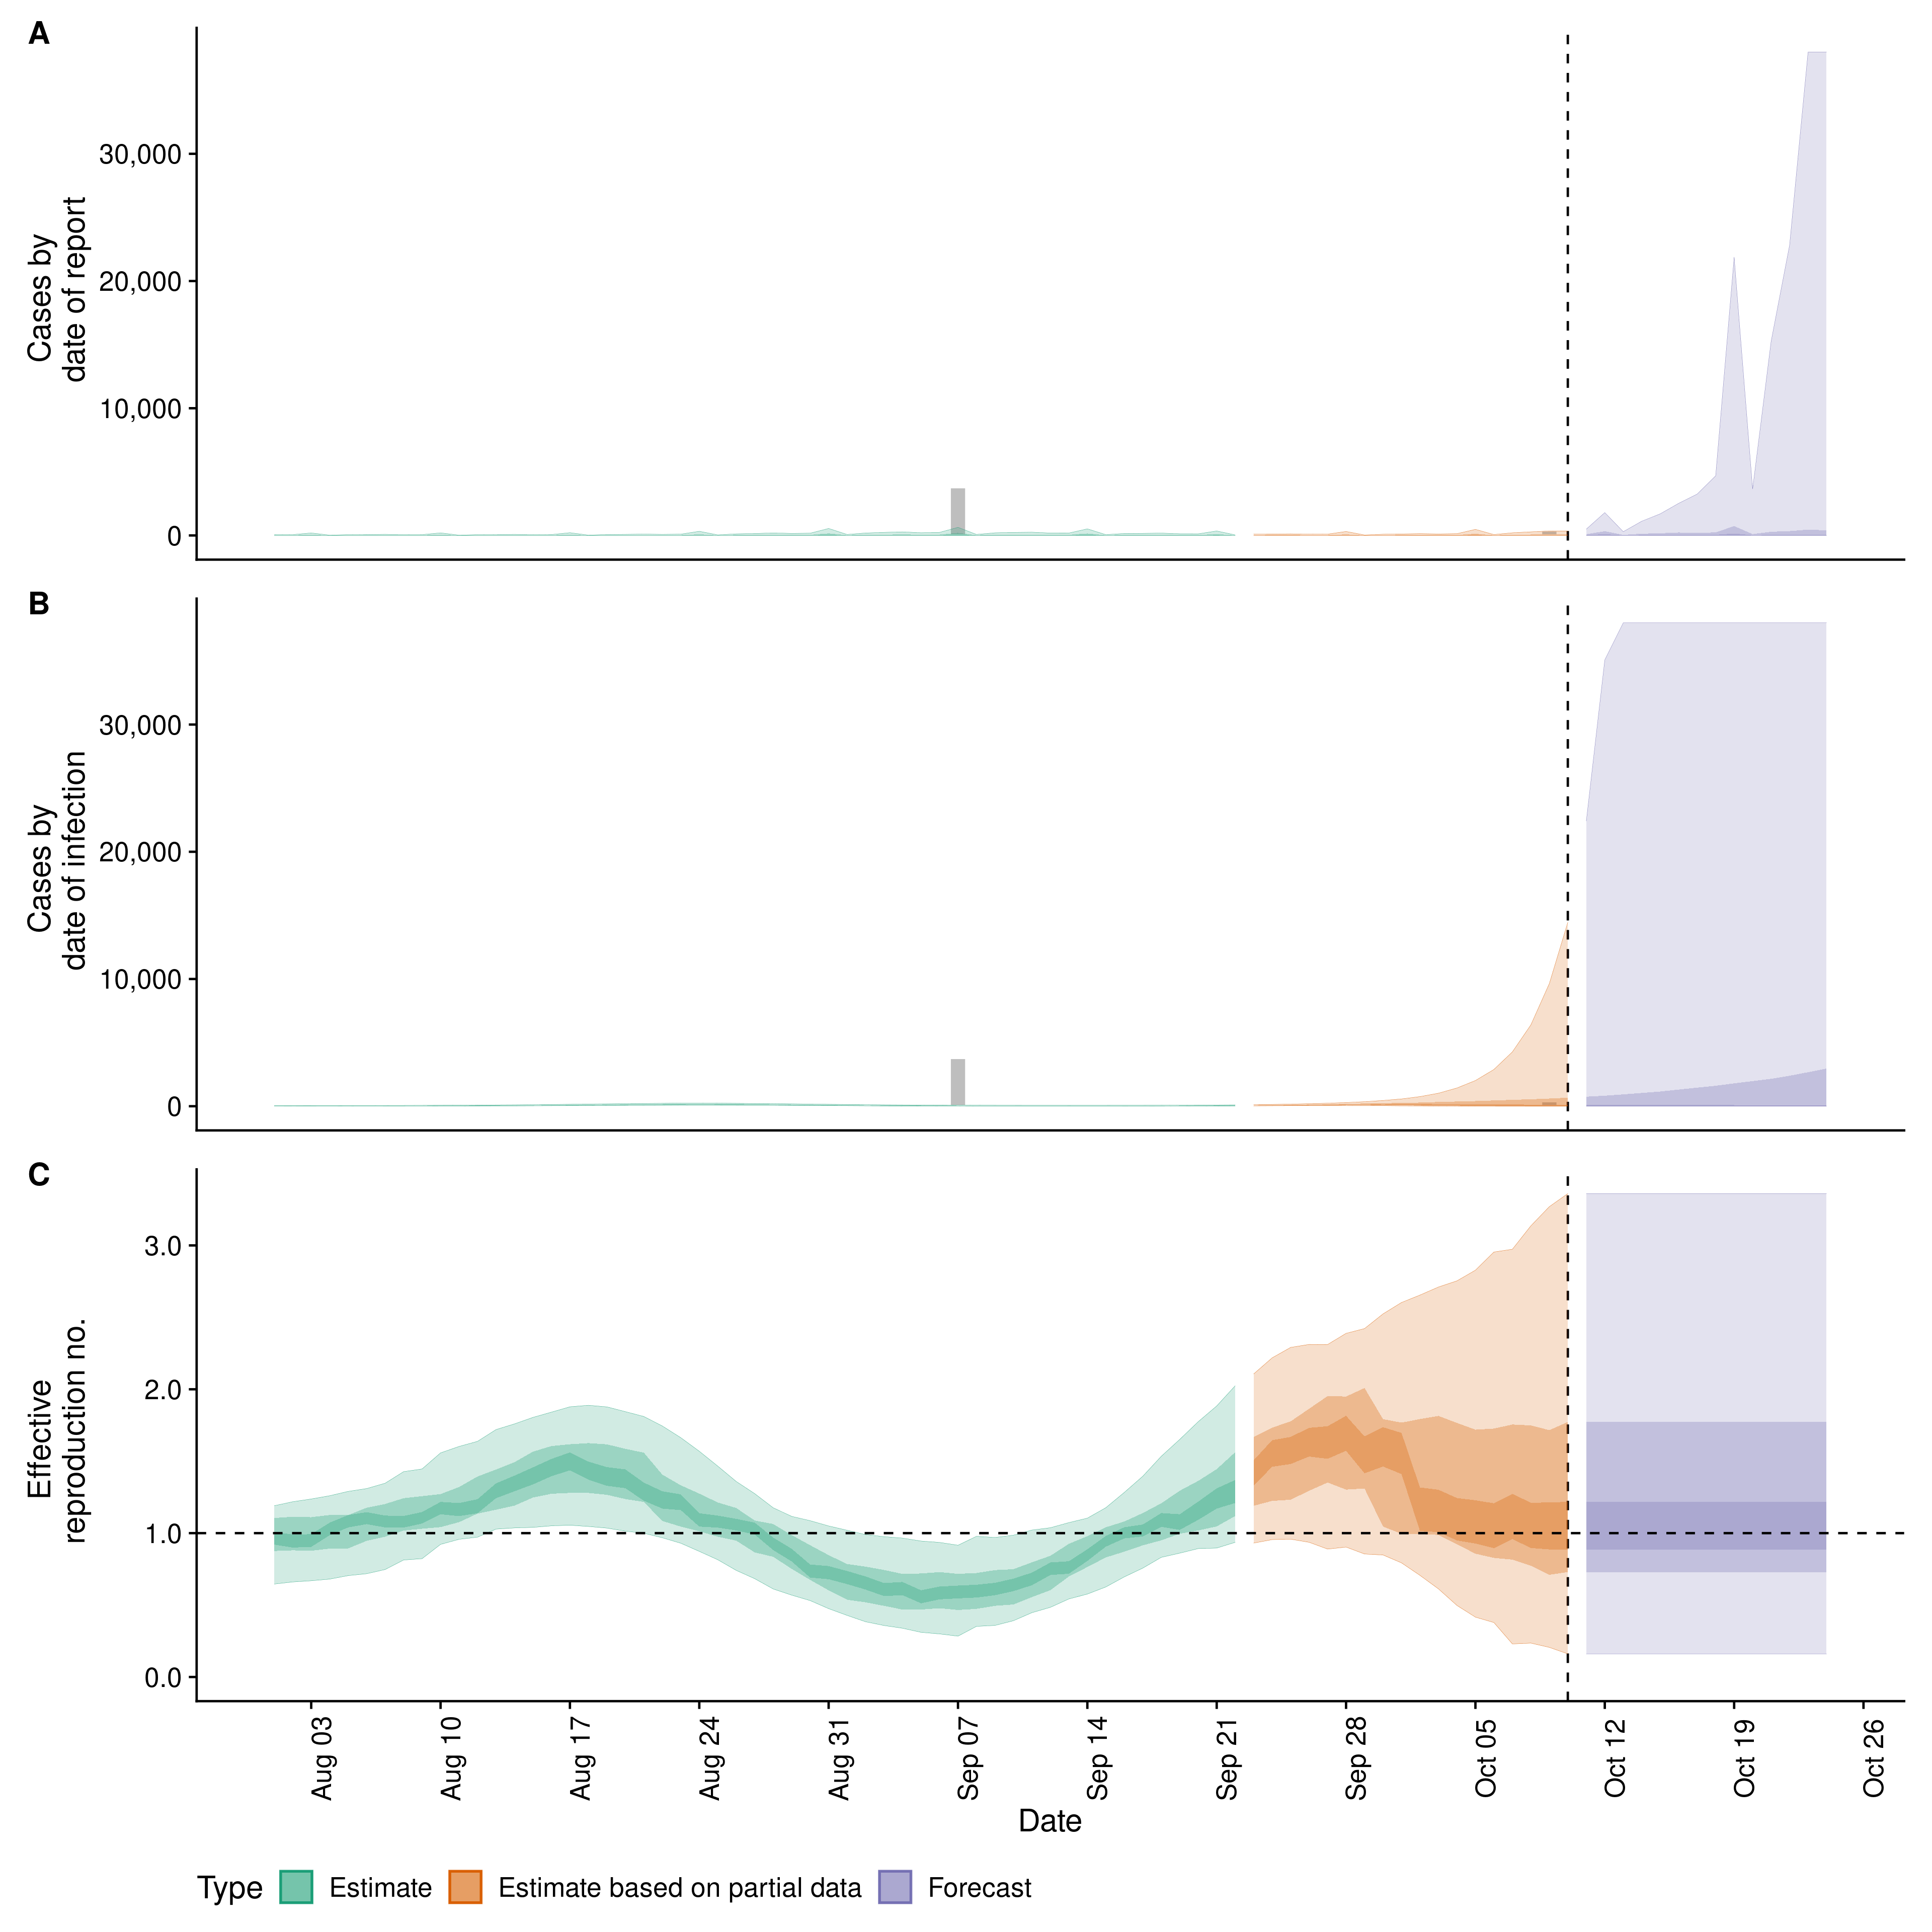 A
Cases by
date of report
30,000
20,000
10,000
0
B
Cases by
date of infection
30,000
20,000
10,000
0
C
Effective
reproduction no.
3.0
2.0
1.0
0.0
Aug 03
Aug 10
Aug 17
Aug 24
Aug 31
Sep 07
Sep 14
Sep 21
Sep 28
Oct 05
Oct 12
Oct 19
Oct 26
Date
Type Estimate Estimate based on partial data Forecast